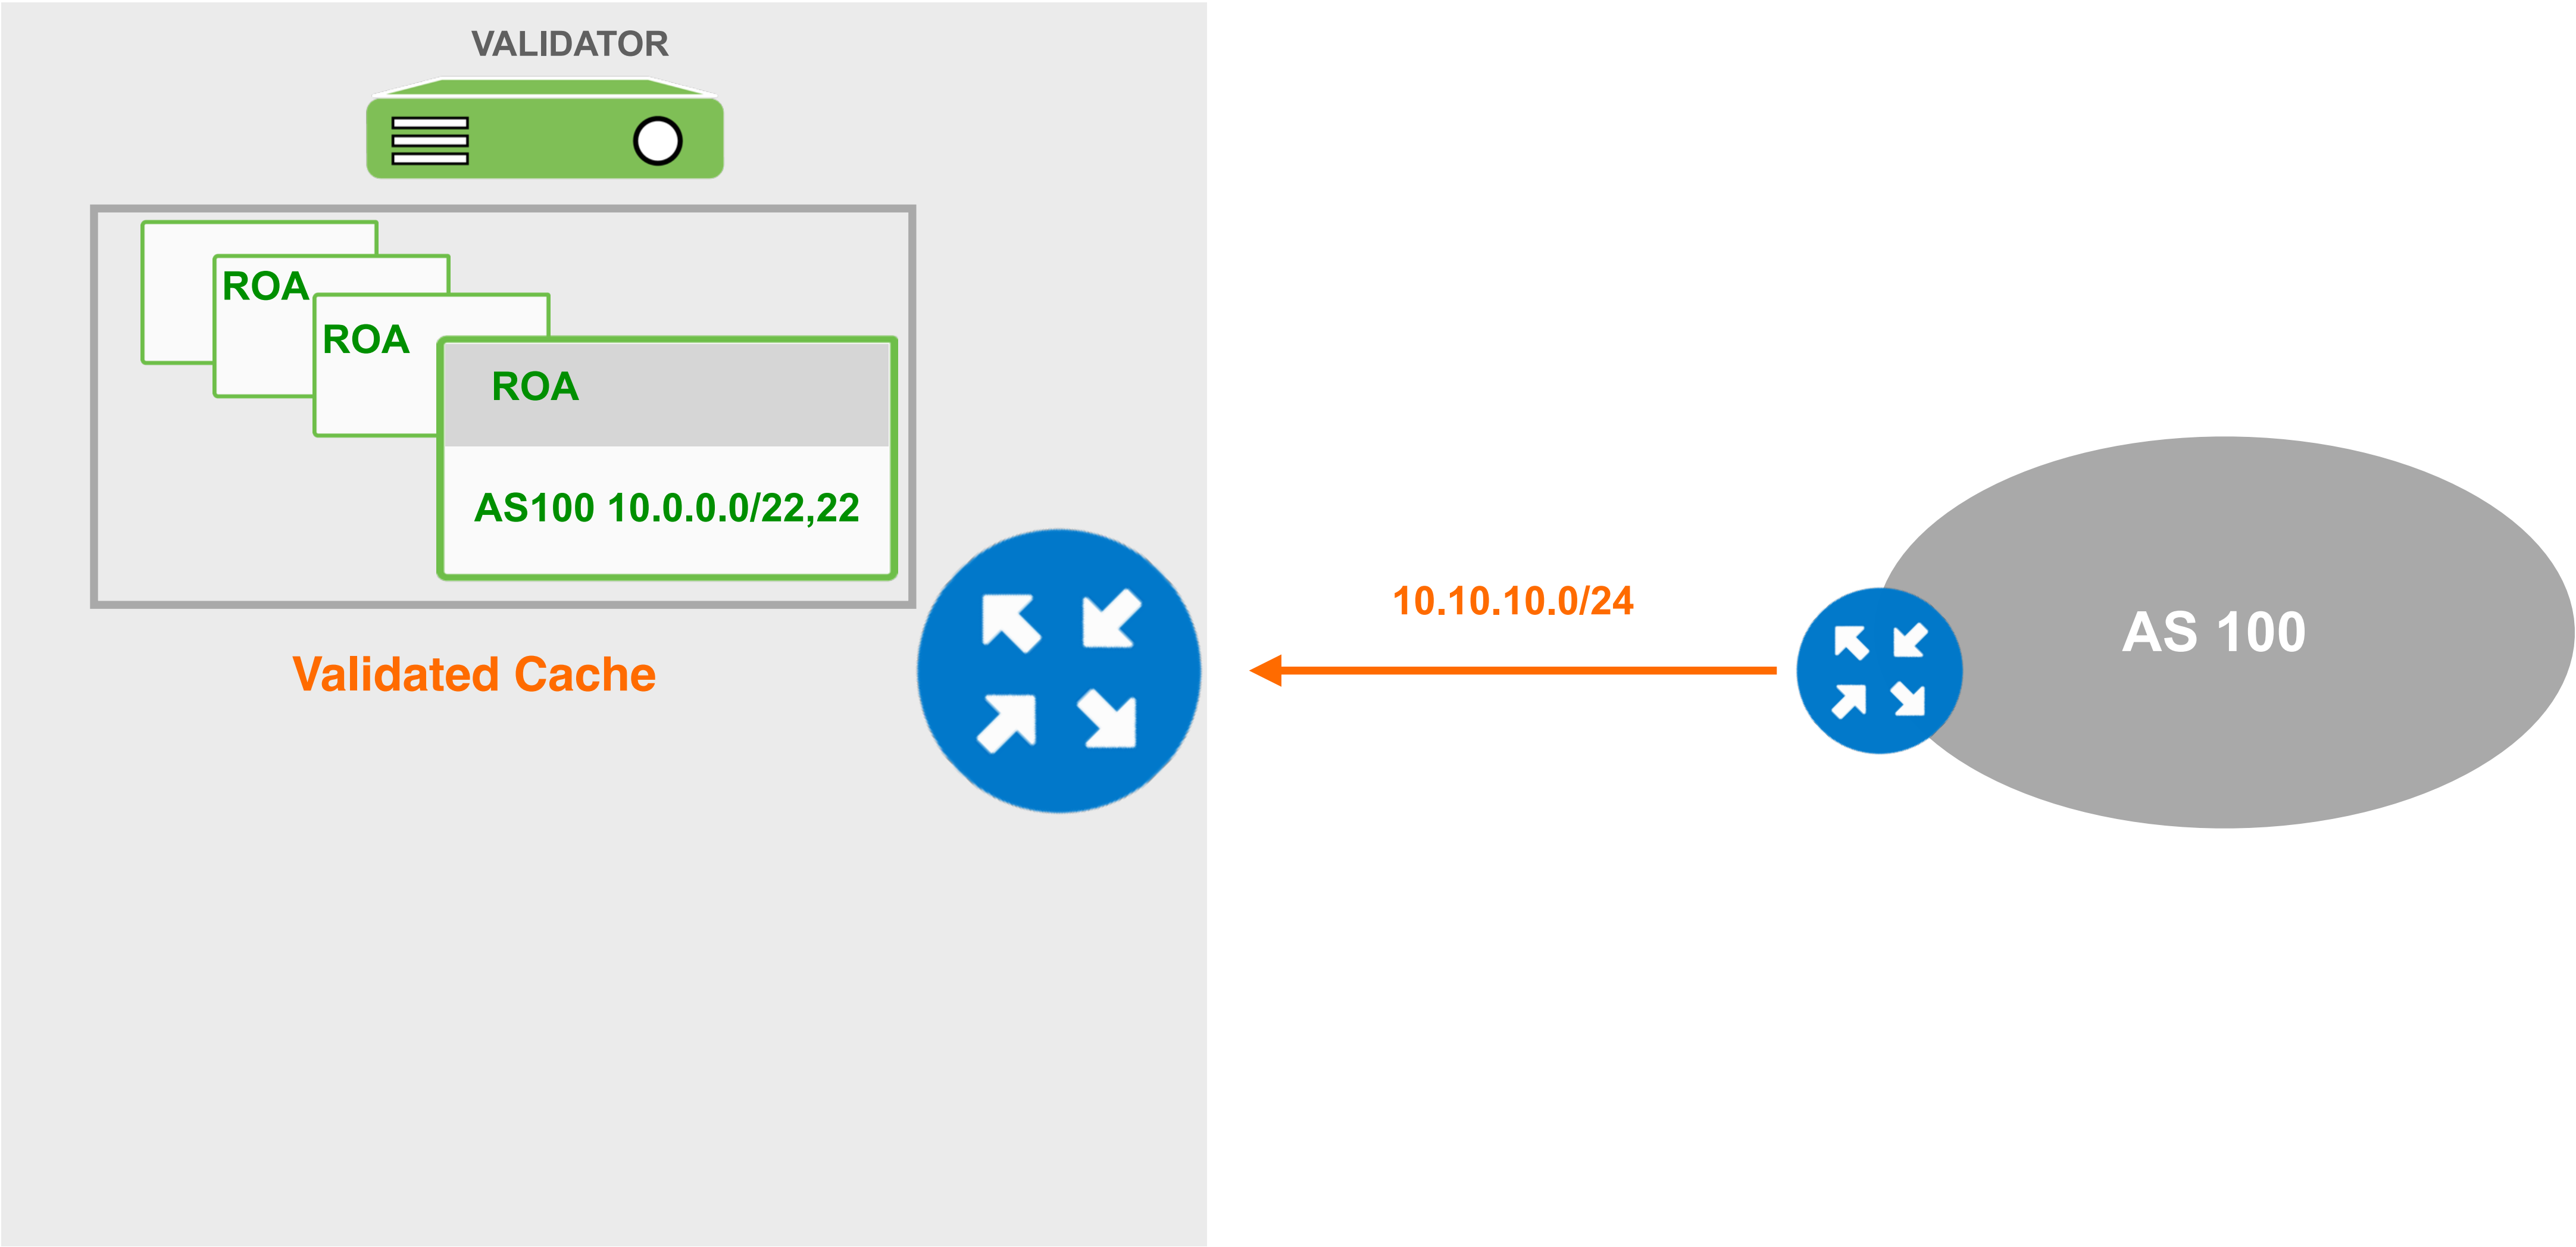 VALIDATOR
ROA
ROA
ROA
AS100 10.0.0.0/22,22
Validated Cache
10.10.10.0/24
AS 100